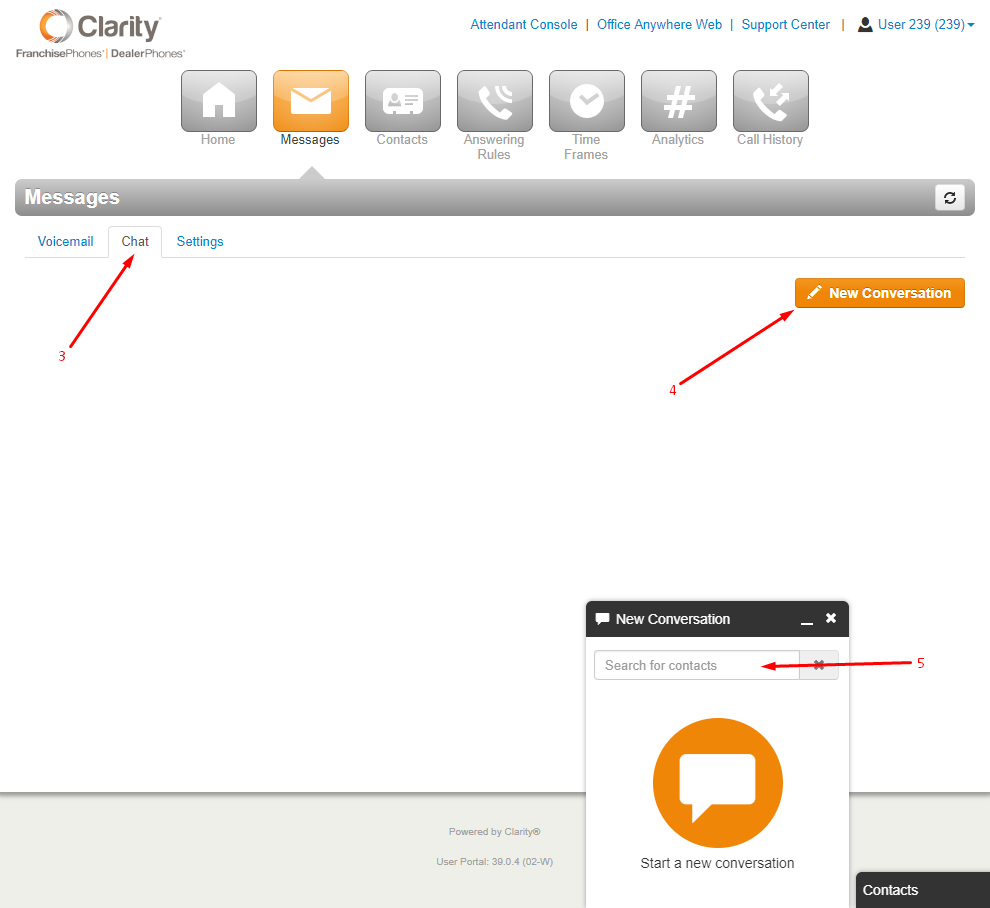 Clarity
FranchisePhones® | DealerPhones®
Attendant Console | Office Anywhere Web | Support Center | User 239 (239)
Home
Messages
Contacts
Answering
Rules
Time
Frames
Analytics
Call History
Messages
Voicemail
Chat
Settings
New Conversation
3
4
New Conversation
Search for contacts
5
Start a new conversation
Powered by Clarity®
User Portal: 39.0.4 (02-W)
Contacts